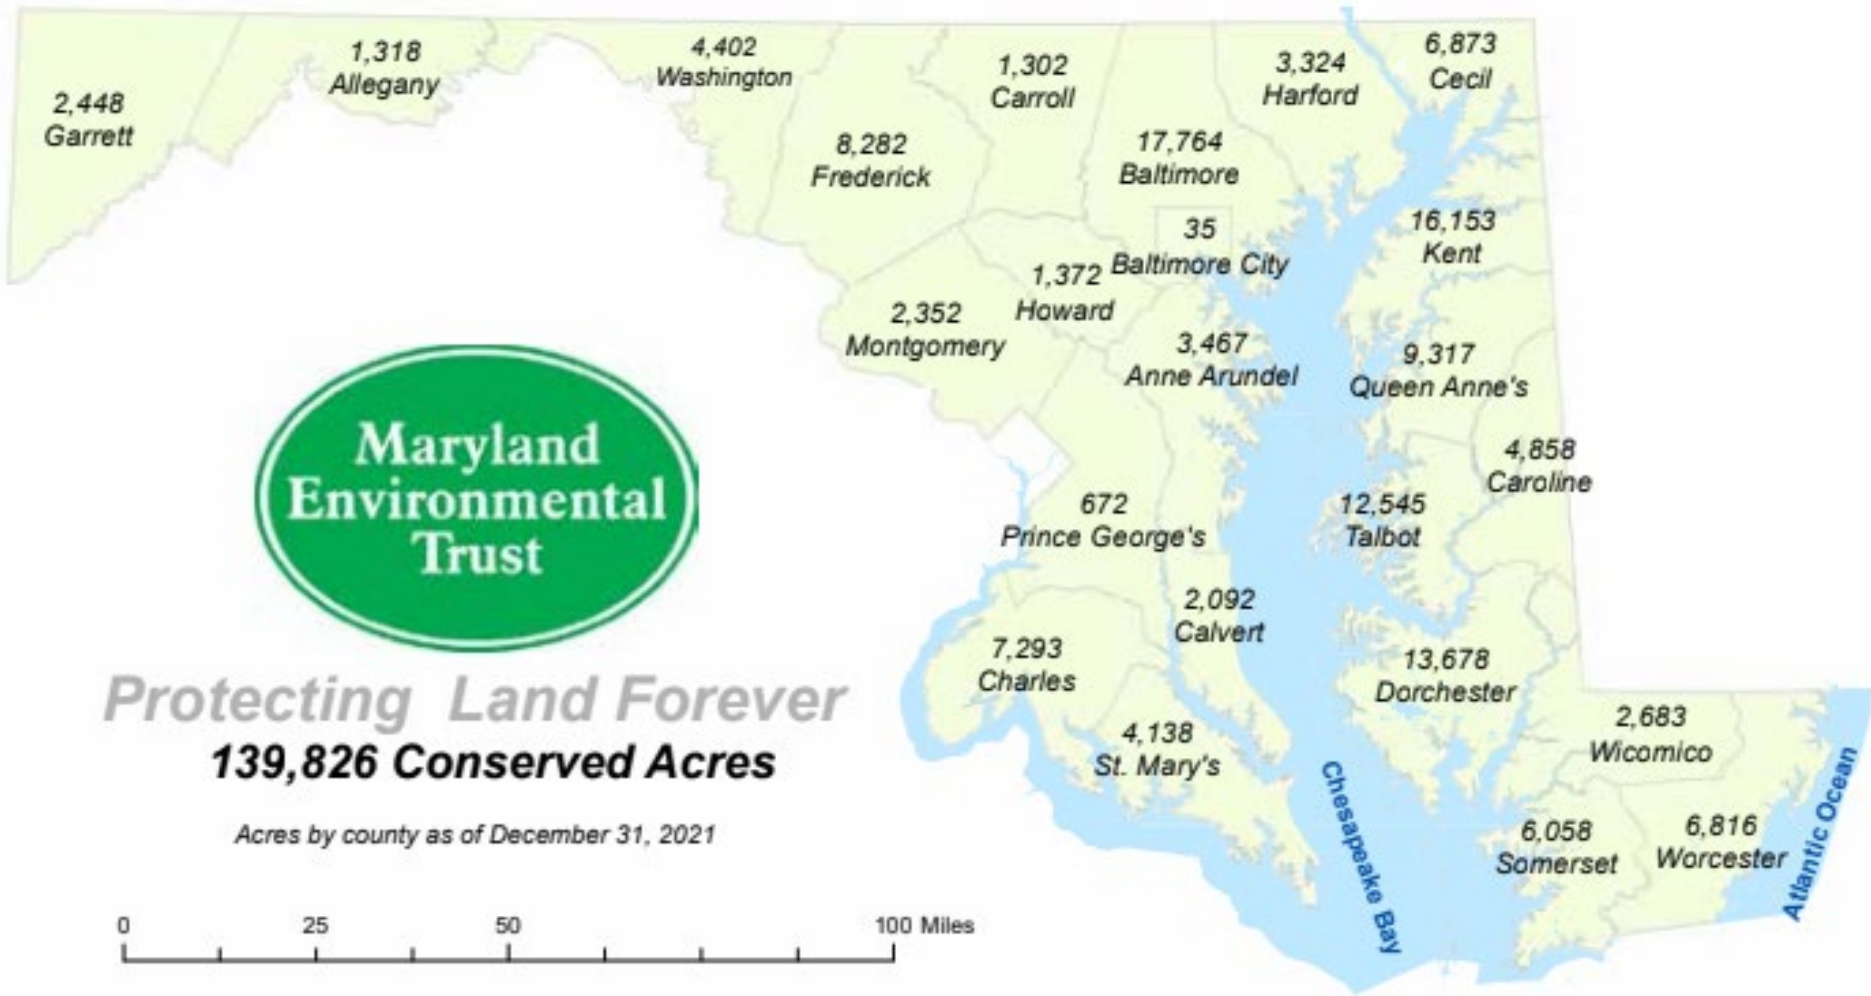 2,448
Garrett
1,318
Allegany
4,402
Washington
8,282
Frederick
1,302
Carroll
17,764
Baltimore
3,324
Harford
6,873
Cecil
35
Baltimore City
16,153
Kent
1,372
Howard
2,352
Montgomery
3,467
Anne Arundel
9,317
Queen Anne's
4,858
Caroline
672
Prince George's
12,545
Talbot
2,092
Calvert
7,293
Charles
4,138
St. Mary's
13,678
Dorchester
2,683
Wicomico
6,058
Somerset
6,816
Worcester
Chesapeake Bay
Atlantic Ocean
Maryland
Environmental
Trust
Protecting Land Forever
139,826 Conserved Acres
Acres by county as of December 31, 2021
0 25 50 100 Miles